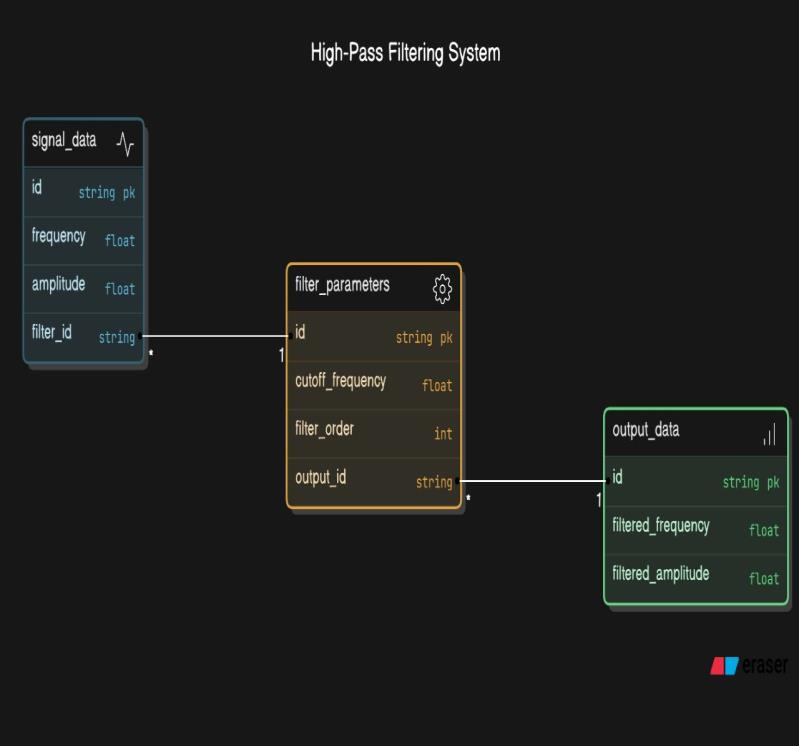 High-Pass Filtering System
signal_data
id string pk
frequency float
amplitude float
filter_id string
*
1
filter_parameters
id string pk
cutoff_frequency float
filter_order int
output_id string
*
1
output_data
id string pk
filtered_frequency float
filtered_amplitude float
eraser